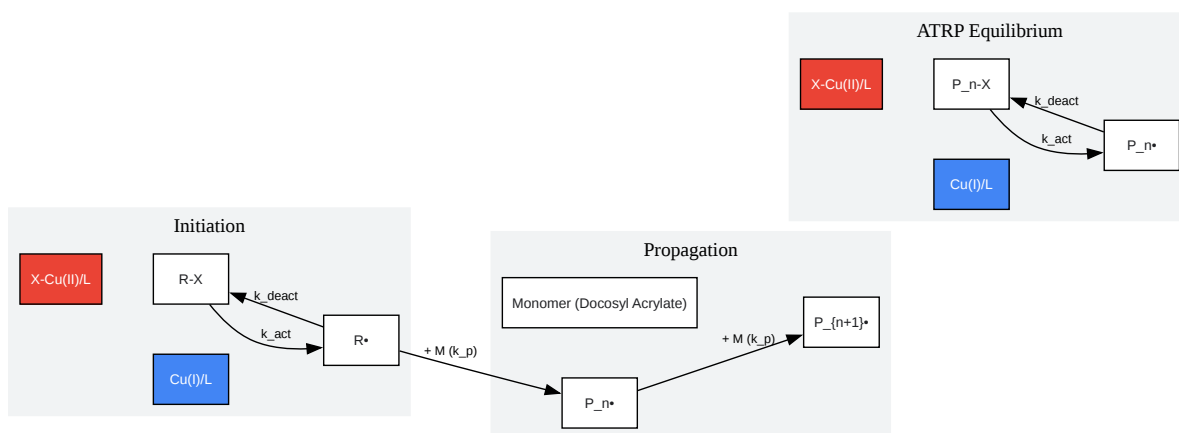 ATRP Equilibrium
X-Cu(II)/L
P_n-X
k_deact
k_act
P_n•
Cu(I)/L
Initiation
X-Cu(II)/L
R-X
k_deact
k_act
R•
Cu(I)/L
+ M (k_p)
Propagation
Monomer (Docosyl Acrylate)
P_{n+1}•
+ M (k_p)
P_n•